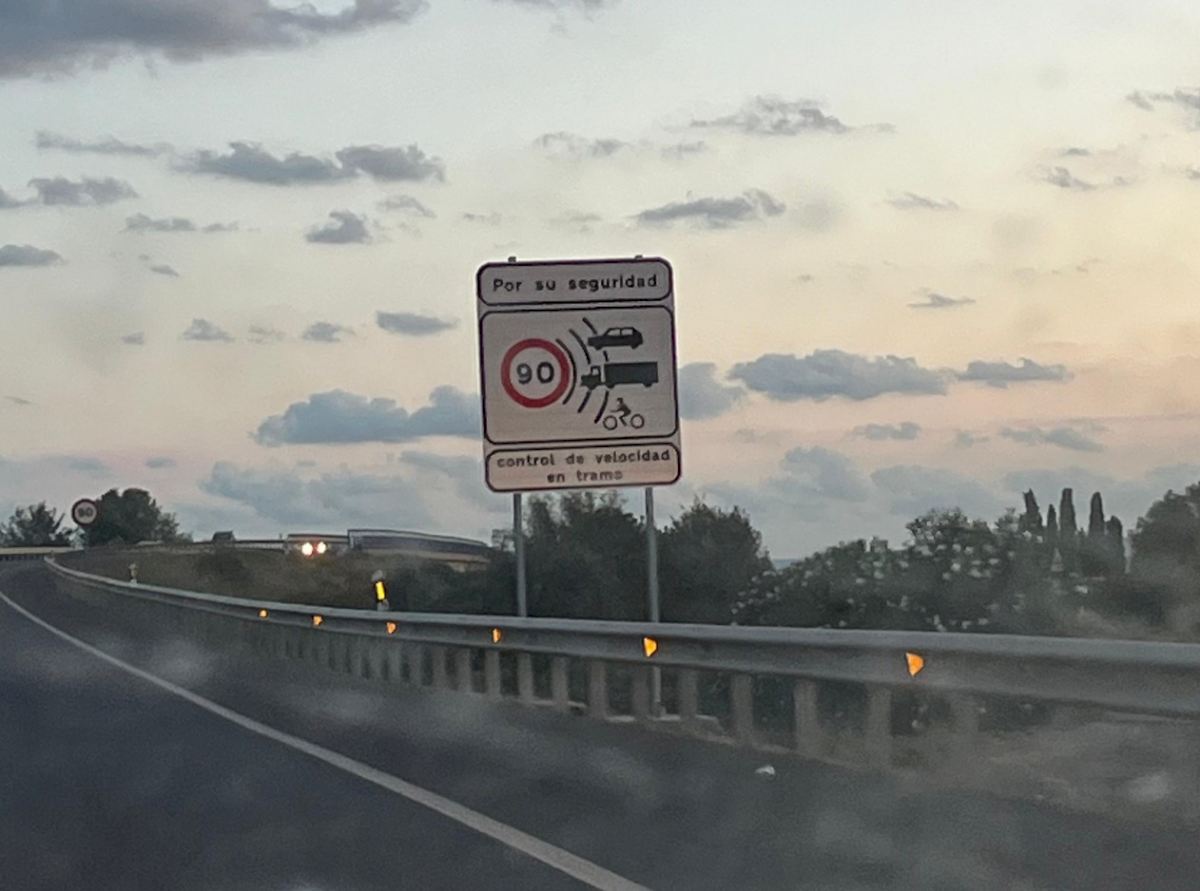 Por su seguridad
90
control de velocidad
en tramo
90